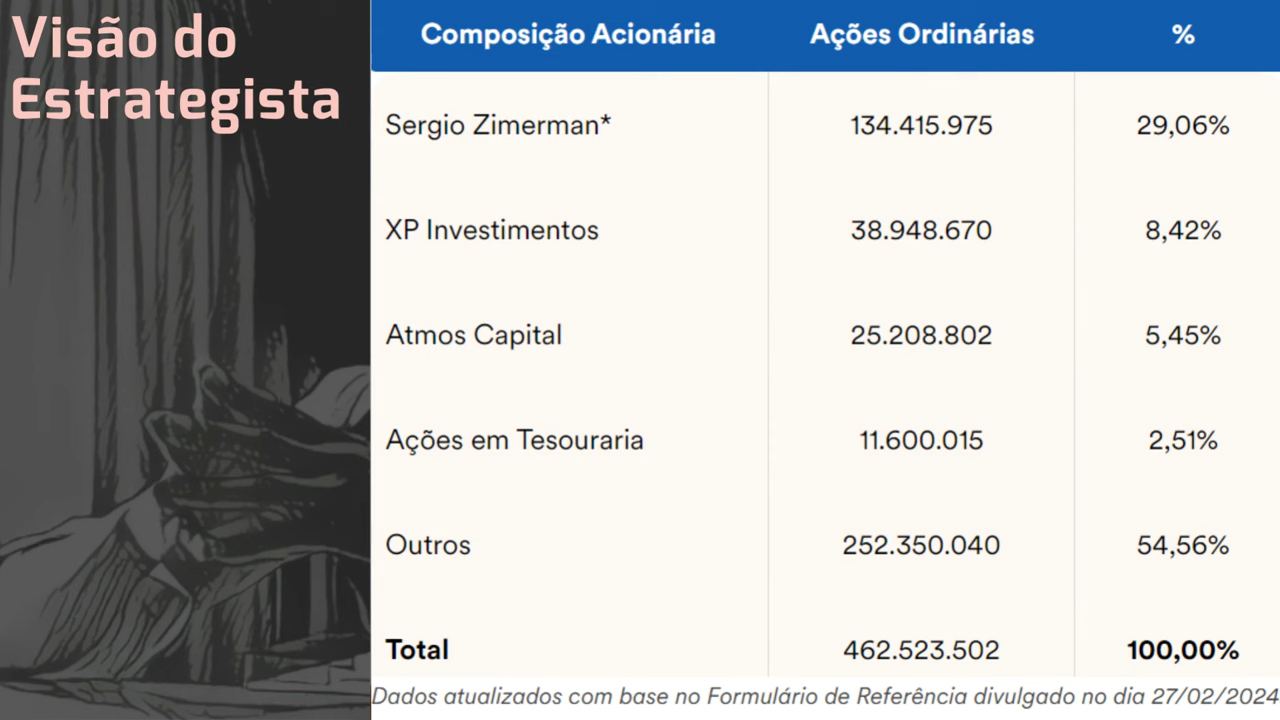 Visão do
Estrategista
Composição Acionária Ações Ordinárias %
Sergio Zimerman* 134.415.975 29,06%
XP Investimentos 38.948.670 8,42%
Atmos Capital 25.208.802 5,45%
Ações em Tesouraria 11.600.015 2,51%
Outros 252.350.040 54,56%
Total 462.523.502 100,00%
Dados atualizados com base no Formulário de Referência divulgado no dia 27/02/2024